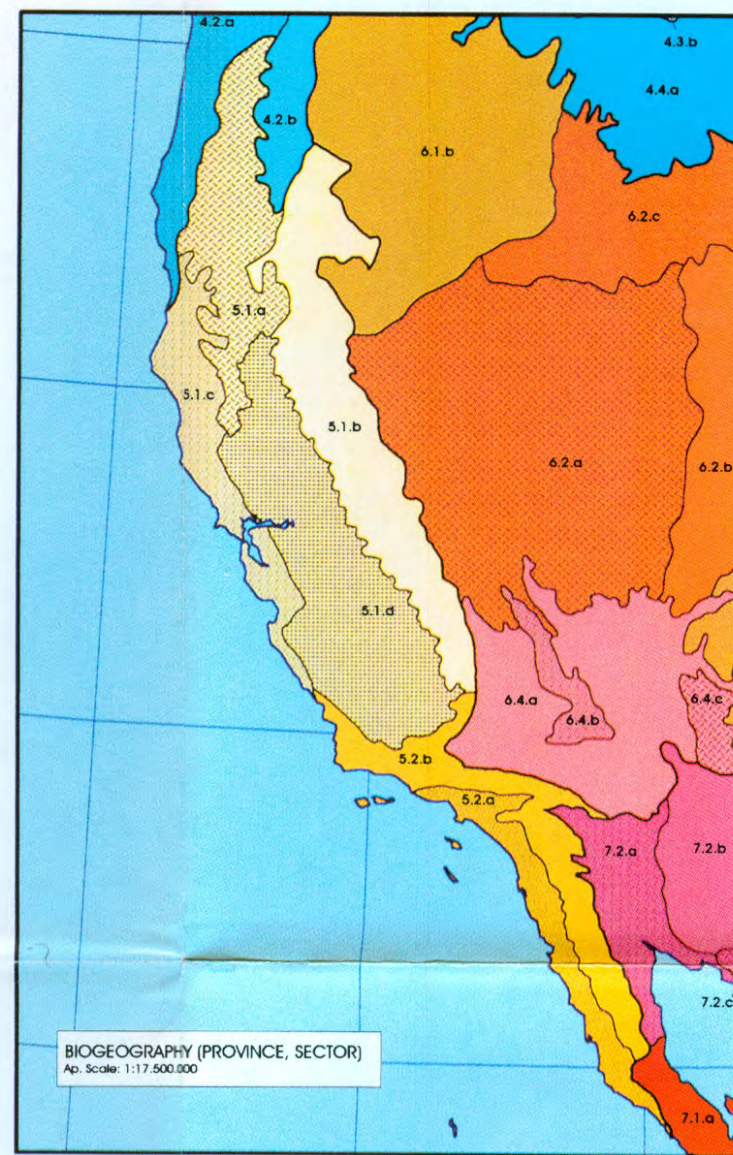 4.2.a
4.3.b
4.4.a
4.2.b
6.1.b
6.2.c
5.1.a
5.1.c
5.1.b
6.2.a
6.2.b
5.1.d
6.4.a
6.4.b
6.4.c
5.2.b
5.2.a
7.2.a
7.2.b
7.2.c
BIOGEOGRAPHY (PROVINCE, SECTOR)
Ap. Scale: 1:17.500.000
7.1.a